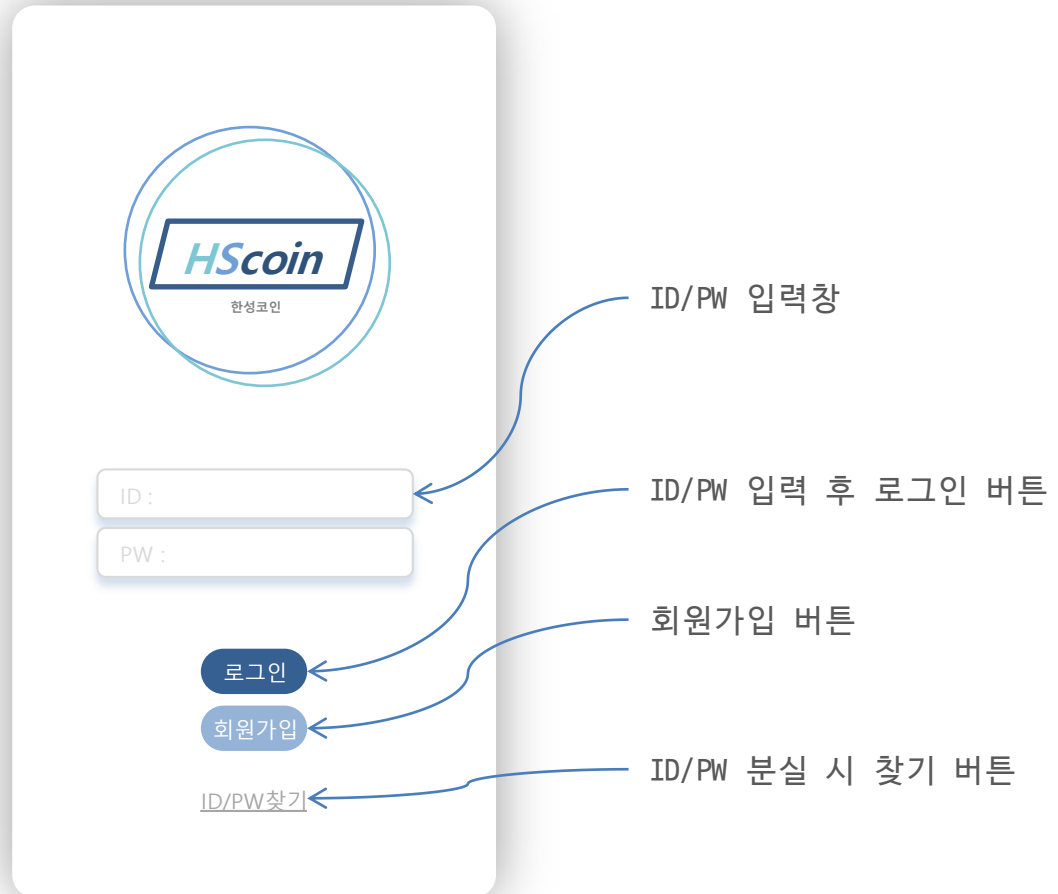 HScoin
한성코인
ID/PW 입력창
ID :
ID/PW 입력 후 로그인 버튼
PW :
회원가입 버튼
로그인
회원가입
ID/PW 분실 시 찾기 버튼
ID/PW찾기